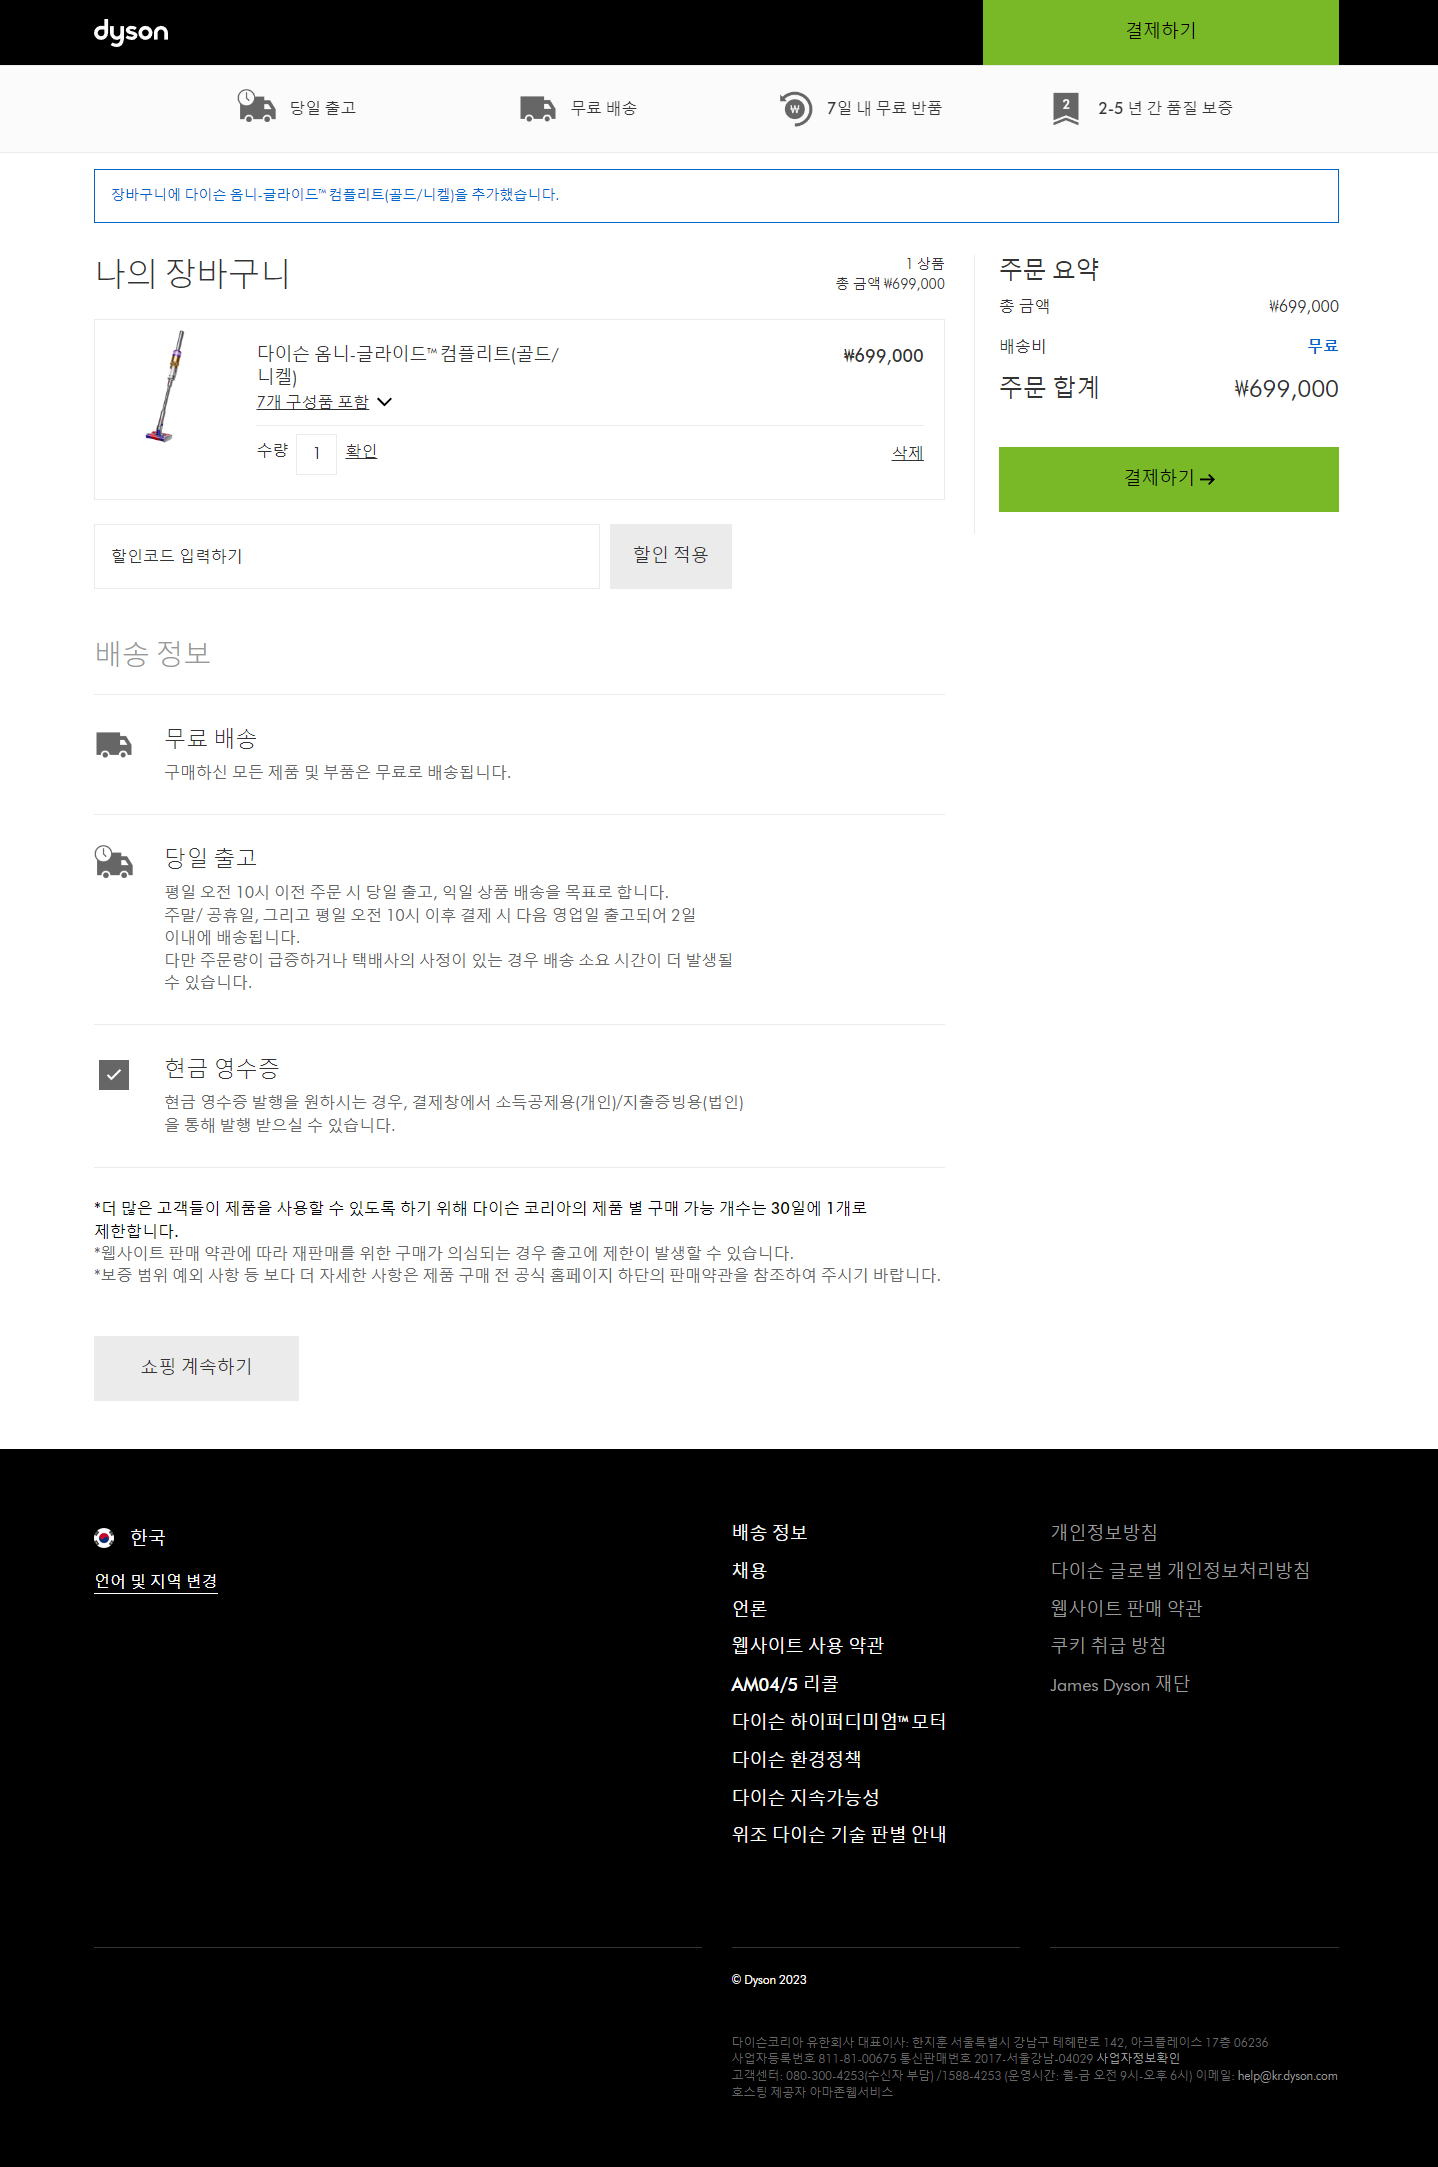 dyson
결제하기
당일 출고
무료 배송
₩
7일 내 무료 반품
2
2-5 년 간 품질 보증
장바구니에 다이슨 옴니-글라이드™ 컴플리트(골드/니켈)을 추가했습니다.
나의 장바구니
1 상품
총 금액 ₩699,000
다이슨 옴니-글라이드™ 컴플리트(골드/
니켈)
₩699,000
7개 구성품 포함
수량 1 확인
삭제
할인코드 입력하기
할인 적용
주문 요약
총 금액 ₩699,000
배송비 무료
주문 합계 ₩699,000
결제하기
배송 정보
무료 배송
구매하신 모든 제품 및 부품은 무료로 배송됩니다.
당일 출고
평일 오전 10시 이전 주문 시 당일 출고, 익일 상품 배송을 목표로 합니다.
주말/ 공휴일, 그리고 평일 오전 10시 이후 결제 시 다음 영업일 출고되어 2일
이내에 배송됩니다.
다만 주문량이 급증하거나 택배사의 사정이 있는 경우 배송 소요 시간이 더 발생될
수 있습니다.
현금 영수증
현금 영수증 발행을 원하시는 경우, 결제창에서 소득공제용(개인)/지출증빙용(법인)
을 통해 발행 받으실 수 있습니다.
*더 많은 고객들이 제품을 사용할 수 있도록 하기 위해 다이슨 코리아의 제품 별 구매 가능 개수는 30일에 1개로
제한합니다.
*웹사이트 판매 약관에 따라 재판매를 위한 구매가 의심되는 경우 출고에 제한이 발생할 수 있습니다.
*보증 범위 예외 사항 등 보다 더 자세한 사항은 제품 구매 전 공식 홈페이지 하단의 판매약관을 참조하여 주시기 바랍니다.
쇼핑 계속하기
한국
언어 및 지역 변경
배송 정보
채용
언론
웹사이트 사용 약관
AM04/5 리콜
다이슨 하이퍼디미엄™ 모터
다이슨 환경정책
다이슨 지속가능성
위조 다이슨 기술 판별 안내
개인정보방침
다이슨 글로벌 개인정보처리방침
웹사이트 판매 약관
쿠키 취급 방침
James Dyson 재단
© Dyson 2023
다이슨코리아 유한회사 대표이사: 한지훈 서울특별시 강남구 테헤란로 142, 아크플레이스 17층 06236
사업자등록번호 811-81-00675 통신판매번호 2017-서울강남-04029 사업자정보확인
고객센터: 080-300-4253(수신자 부담) /1588-4253 (운영시간: 월-금 오전 9시-오후 6시) 이메일: help@kr.dyson.com
호스팅 제공자 아마존웹서비스